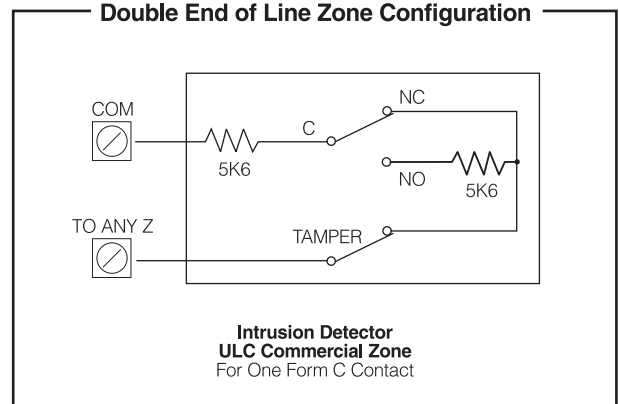 Double End of Line Zone Configuration
COM
C
NC
5K6
NO
5K6
TO ANY Z
TAMPER
Intrusion Detector
ULC Commercial Zone
For One Form C Contact